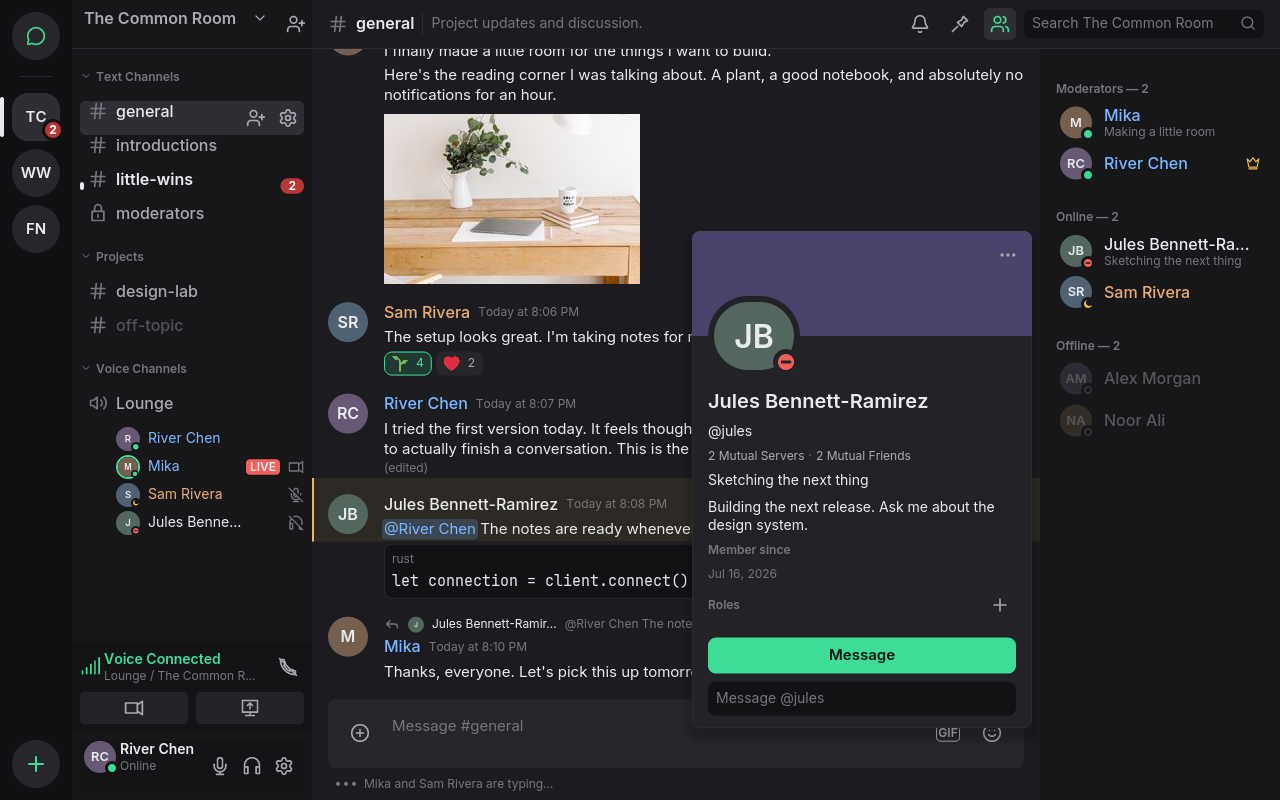 The Common Room
general
Project updates and discussion.
Search The Common Room
TC
2
WW
FN
Text Channels
general
introductions
little-wins
2
moderators
Projects
design-lab
off-topic
Voice Channels
Lounge
R
River Chen
M
Mika
LIVE
S
Sam Rivera
J
Jules Benne...
Voice Connected
Lounge / The Common R...
RC
River Chen
Online
I finally made a little room for the things I want to build.
Here's the reading corner I was talking about. A plant, a good notebook, and absolutely no
notifications for an hour.
SR
Sam Rivera Today at 8:06 PM
The setup looks great. I'm taking notes for
4
2
RC
River Chen Today at 8:07 PM
I tried the first version today. It feels though
to actually finish a conversation. This is the
(edited)
JB
Jules Bennett-Ramirez Today at 8:08 PM
@River Chen The notes are ready wheneve
rust
let connection = client.connect()
J
Jules Bennett-Ramir... @River Chen The note
M
Mika Today at 8:10 PM
Thanks, everyone. Let's pick this up tomorr
Message #general
GIF
Mika and Sam Rivera are typing...
JB
Jules Bennett-Ramirez
@jules
2 Mutual Servers · 2 Mutual Friends
Sketching the next thing
Building the next release. Ask me about the
design system.
Member since
Jul 16, 2026
Roles
Message
Message @jules
Moderators — 2
M
Mika
Making a little room
RC
River Chen
Online — 2
JB
Jules Bennett-Ra...
Sketching the next thing
SR
Sam Rivera
Offline — 2
AM
Alex Morgan
NA
Noor Ali